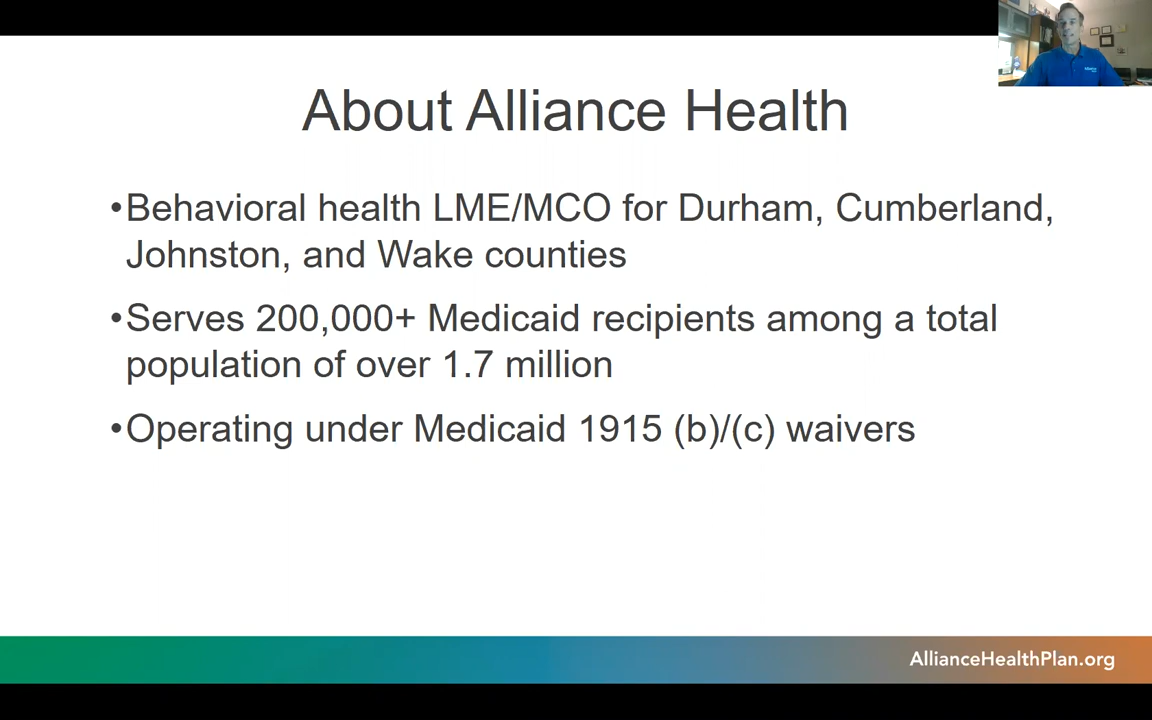 About Alliance Health
•Behavioral health LME/MCO for Durham, Cumberland,
Johnston, and Wake counties
•Serves 200,000+ Medicaid recipients among a total
population of over 1.7 million
•Operating under Medicaid 1915 (b)/(c) waivers
AllianceHealthPlan.org